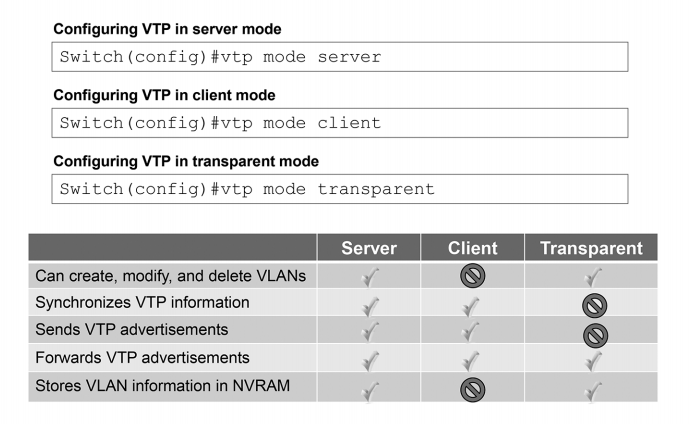 Configuring VTP in server mode
Switch(config)#vtp mode server
Configuring VTP in client mode
Switch(config)#vtp mode client
Configuring VTP in transparent mode
Switch(config)#vtp mode transparent
Server Client Transparent
Can create, modify, and delete VLANs
Synchronizes VTP information
Sends VTP advertisements
Forwards VTP advertisements
Stores VLAN information in NVRAM